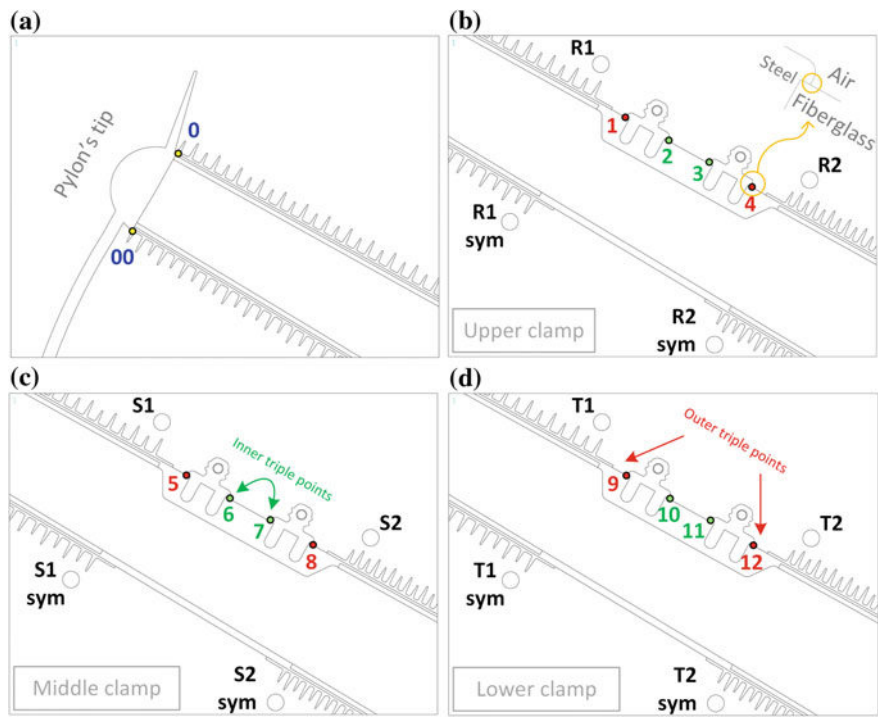 (a)
Pylon's tip
0
00
(b)
R1
1
2
3
4
Steel
Air
Fiberglass
R2
R1
sym
R2
sym
Upper clamp
(c)
S1
5
6
7
8
Inner triple points
S2
S1
sym
S2
sym
Middle clamp
(d)
T1
Outer triple points
9
10
11
12
T2
T1
sym
T2
sym
Lower clamp